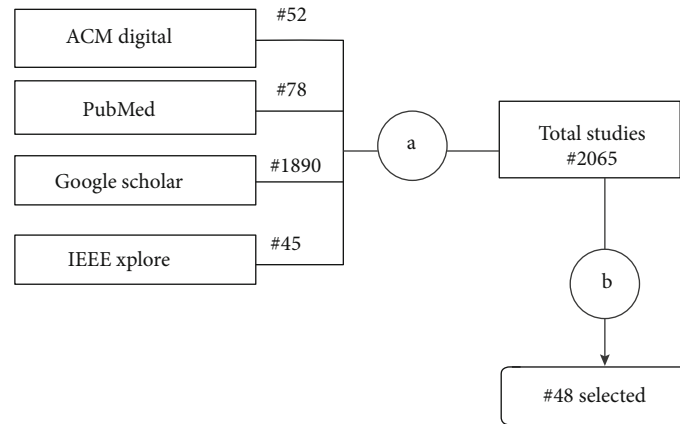 #52
ACM digital
#78
PubMed
#1890
Google scholar
#45
IEEE xplore
a
Total studies
#2065
b
#48 selected